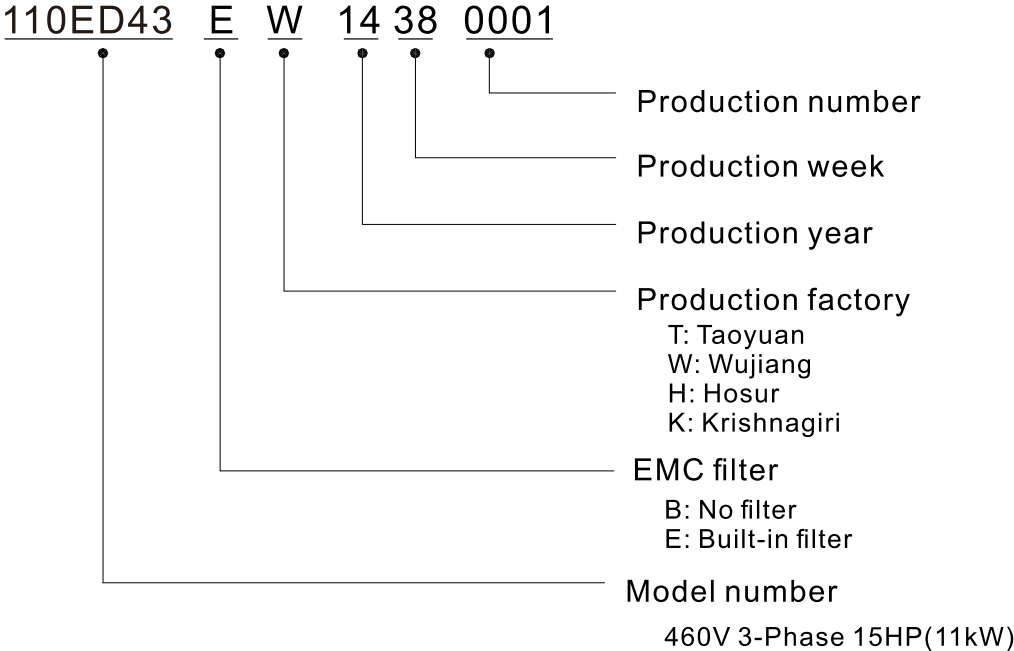 110ED43 E W 14 38 0001
Production number
Production week
Production year
Production factory
T: Taoyuan
W: Wujiang
H: Hosur
K: Krishnagiri
EMC filter
B: No filter
E: Built-in filter
Model number
460V 3-Phase 15HP(11kW)